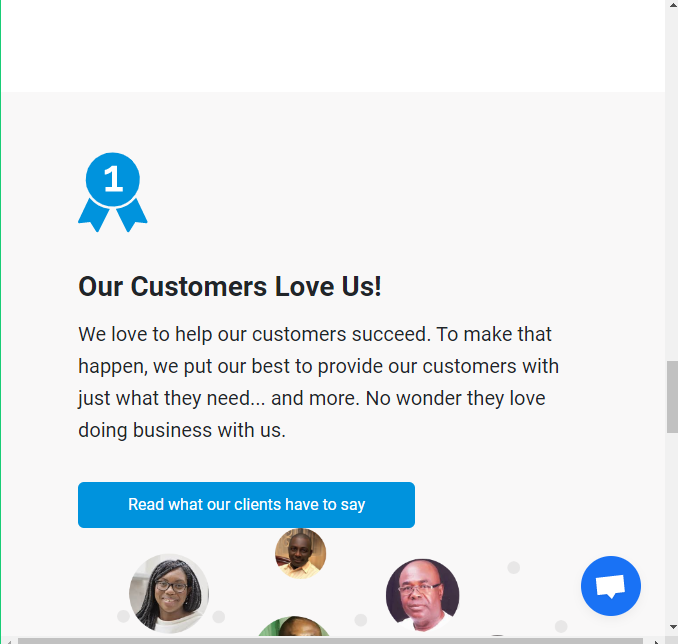 1
Our Customers Love Us!
We love to help our customers succeed. To make that
happen, we put our best to provide our customers with
just what they need... and more. No wonder they love
doing business with us.
Read what our clients have to say